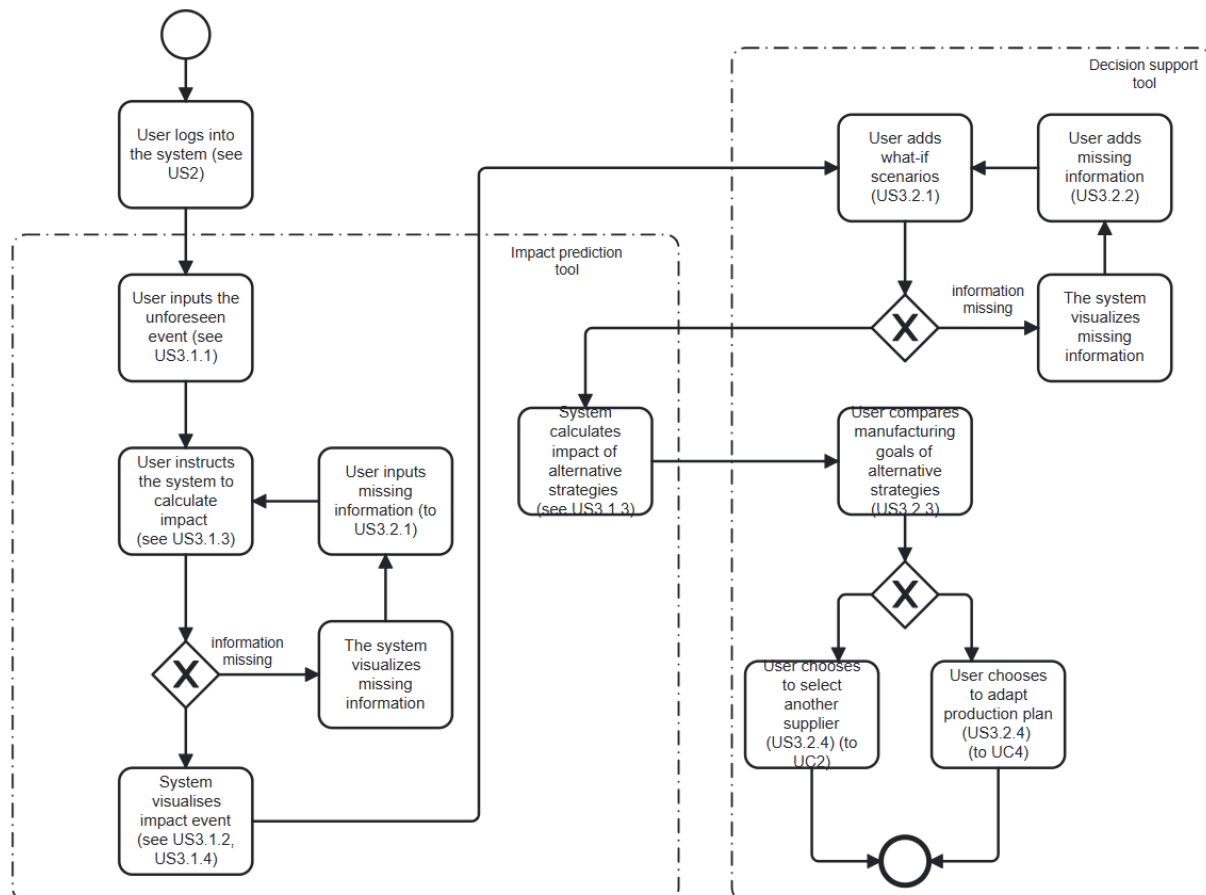 User logs into
the system (see
US2)
Impact prediction
tool
User inputs the
unforeseen
event (see
US3.1.1)
User instructs
the system to
calculate
impact
(see US3.1.3)
User inputs
missing
information (to
US3.2.1)
information
missing
The system
visualizes
missing
information
System
visualises
impact event
(see US3.1.2,
US3.1.4)
System
calculates
impact of
alternative
strategies
(see US3.1.3)
Decision support
tool
User adds
what-if
scenarios
(US3.2.1)
User adds
missing
information
(US3.2.2)
information
missing
The system
visualizes
missing
information
User compares
manufacturing
goals of
alternative
strategies
(US3.2.3)
User chooses
to select
another
supplier
(US3.2.4) (to
UC2)
User chooses
to adapt
production plan
(US3.2.4)
(to UC4)